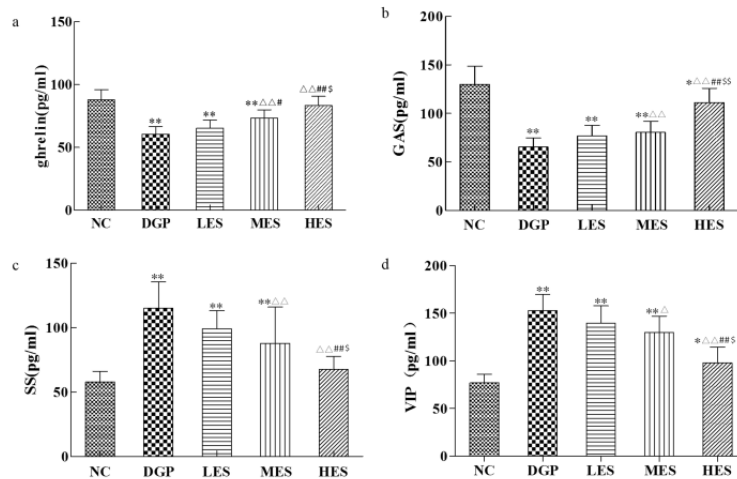 a
150
100
50
0
ghrelin(pg/ml)
**
**
**△△#
△△##$
NC DGP LES MES HES
b
200
150
100
50
0
GAS(pg/ml)
**
**
**△△
*△△##$$
NC DGP LES MES HES
c
150
100
50
0
SS(pg/ml)
**
**
**△△
△△##$
NC DGP LES MES HES
d
200
150
100
50
0
VIP (pg/ml)
**
**
**△
*△△##$
NC DGP LES MES HES